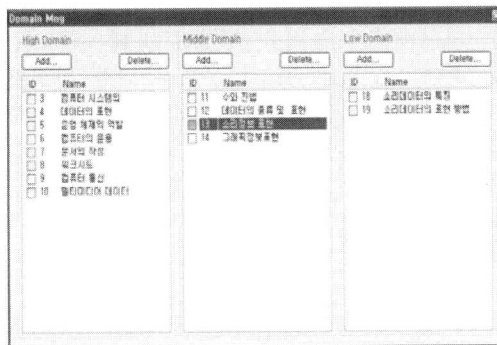 Domain Mng
High Domain
Add...
Delete...
ID Name
3 컴퓨터 시스템의
4 데이터의 표현
5 운영 체제의 역할
6 컴퓨터의 운용
7 문서의 작성
8 워크시트
9 컴퓨터 통신
10 멀티미디어 데이터
Middle Domain
Add...
Delete...
ID Name
11 수와 진법
12 데이터의 종류 및 표현
13 소리정보 표현
14 그래픽정보표현
Low Domain
Add...
Delete...
ID Name
18 소리데이터의 특징
19 소리데이터의 표현 방법